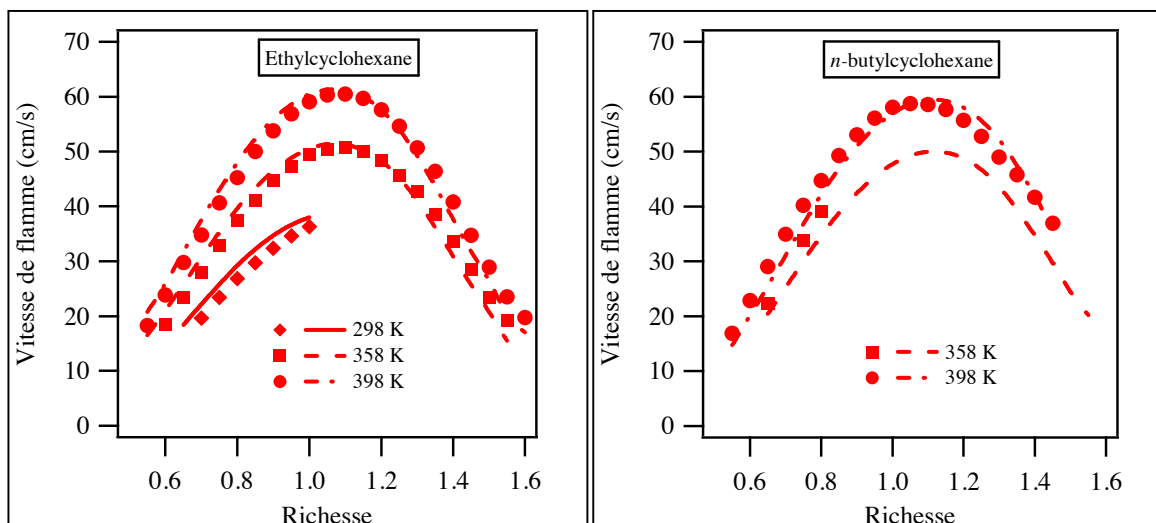 Ethylcyclohexane
Vitesse de flamme (cm/s)
70
60
50
40
30
20
10
0
298 K
358 K
398 K
0.6 0.8 1.0 1.2 1.4 1.6
Richesse
n-butylcyclohexane
Vitesse de flamme (cm/s)
70
60
50
40
30
20
10
0
358 K
398 K
0.6 0.8 1.0 1.2 1.4 1.6
Richesse